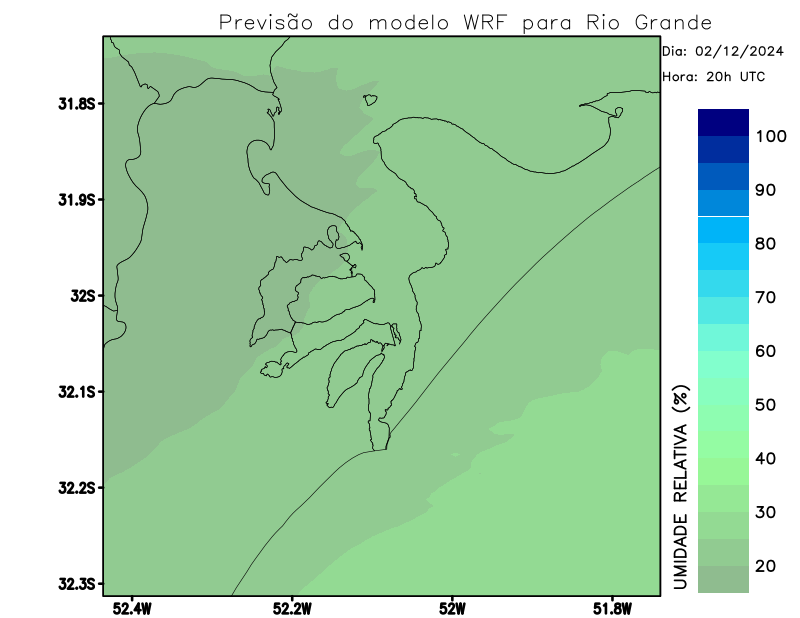 Previsão do modelo WRF para Rio Grande
Dia: 02/12/2024
Hora: 20h UTC
31.8S
31.9S
32S
32.1S
32.2S
32.3S
52.4W
52.2W
52W
51.8W
100
90
80
70
60
50
40
30
20
UMIDADE RELATIVA (%)